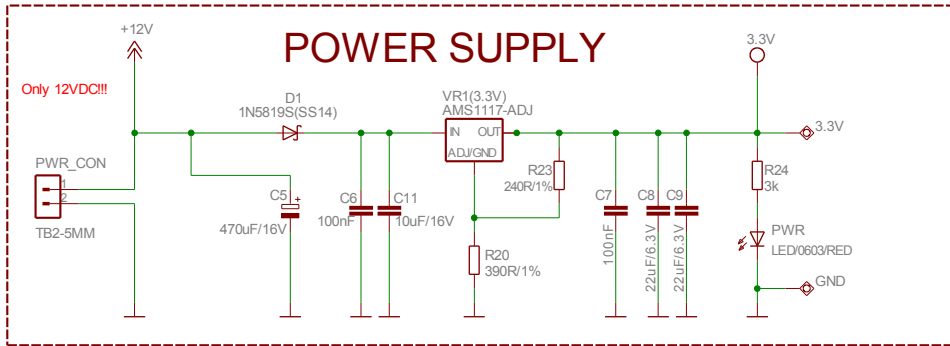 POWER SUPPLY
+12V
3.3V
Only 12VDC!!!
D1
1N5819S(SS14)
VR1(3.3V)
AMS1117-ADJ
IN OUT
ADJ/GND
3.3V
PWR_CON
1
2
TB2-5MM
C5
+
470uF/16V
C6
100nF
C11
10uF/16V
R23
240R/1%
R20
390R/1%
C7
100nF
C8
22uF/6.3V
C9
22uF/6.3V
R24
3k
PWR
LED/0603/RED
GND